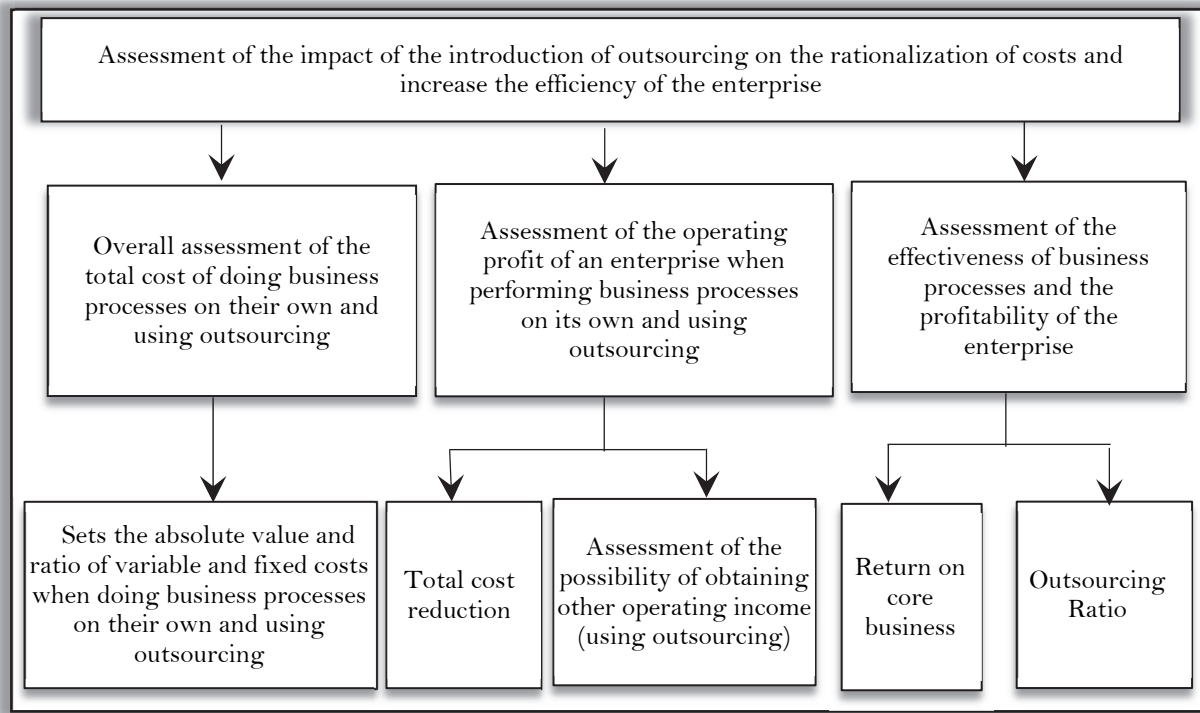 Assessment of the impact of the introduction of outsourcing on the rationalization of costs and
increase the efficiency of the enterprise
Overall assessment of the
total cost of doing business
processes on their own and
using outsourcing
Assessment of the operating
profit of an enterprise when
performing business processes
on its own and using
outsourcing
Assessment of the
effectiveness of business
processes and the
profitability of the
enterprise
Sets the absolute value and
ratio of variable and fixed costs
when doing business processes
on their own and using
outsourcing
Total cost
reduction
Assessment of the
possibility of obtaining
other operating income
(using outsourcing)
Return on
core
business
Outsourcing
Ratio